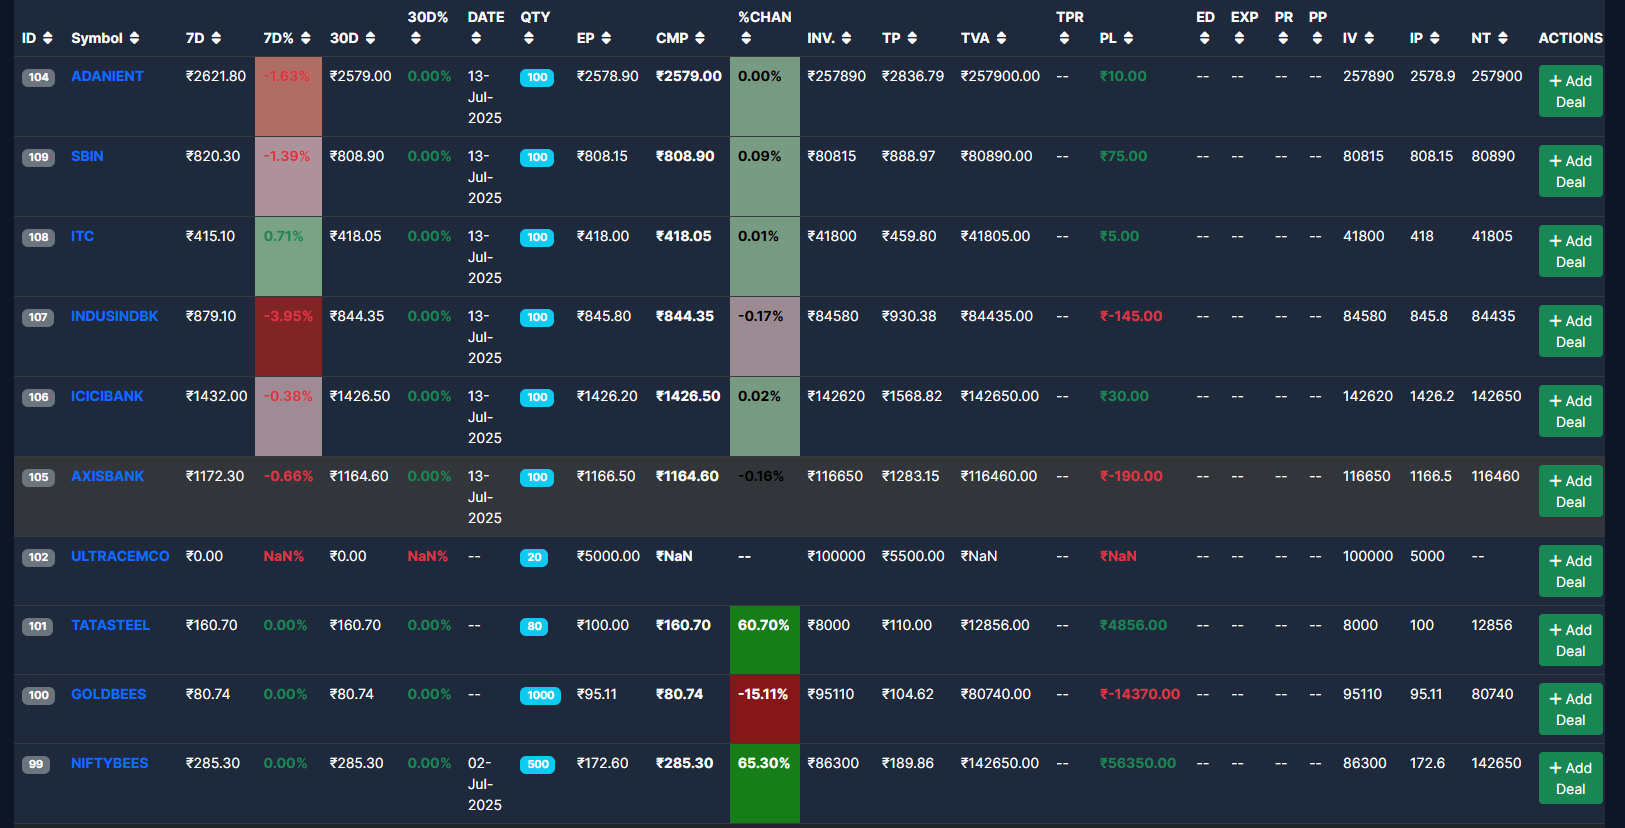 30D% DATE QTY %CHAN TPR ED EXP PR PP
ID Symbol 7D 7D% 30D EP CMP INV. TP TVA PL IV IP NT ACTIONS
104 ADANIENT ₹2621.80 -1.63% ₹2579.00 0.00% 13- 100 ₹2578.90 ₹2579.00 0.00% ₹257890 ₹2836.79 ₹257900.00 -- ₹10.00 -- -- -- -- 257890 2578.9 257900 + Add
Jul- Deal
2025
109 SBIN ₹820.30 -1.39% ₹808.90 0.00% 13- 100 ₹808.15 ₹808.90 0.09% ₹80815 ₹888.97 ₹80890.00 -- ₹75.00 -- -- -- -- 80815 808.15 80890 + Add
Jul- Deal
2025
108 ITC ₹415.10 0.71% ₹418.05 0.00% 13- 100 ₹418.00 ₹418.05 0.01% ₹41800 ₹459.80 ₹41805.00 -- ₹5.00 -- -- -- -- 41800 418 41805 + Add
Jul- Deal
2025
107 INDUSINDBK ₹879.10 -3.95% ₹844.35 0.00% 13- 100 ₹845.80 ₹844.35 -0.17% ₹84580 ₹930.38 ₹84435.00 -- ₹-145.00 -- -- -- -- 84580 845.8 84435 + Add
Jul- Deal
2025
106 ICICIBANK ₹1432.00 -0.38% ₹1426.50 0.00% 13- 100 ₹1426.20 ₹1426.50 0.02% ₹142620 ₹1568.82 ₹142650.00 -- ₹30.00 -- -- -- -- 142620 1426.2 142650 + Add
Jul- Deal
2025
105 AXISBANK ₹1172.30 -0.66% ₹1164.60 0.00% 13- 100 ₹1166.50 ₹1164.60 -0.16% ₹116650 ₹1283.15 ₹116460.00 -- ₹-190.00 -- -- -- -- 116650 1166.5 116460 + Add
Jul- Deal
2025
102 ULTRACEMCO ₹0.00 NaN% ₹0.00 NaN% -- 20 ₹5000.00 ₹NaN -- ₹100000 ₹5500.00 ₹NaN -- ₹NaN -- -- -- -- 100000 5000 -- + Add
Deal
101 TATASTEEL ₹160.70 0.00% ₹160.70 0.00% -- 80 ₹100.00 ₹160.70 60.70% ₹8000 ₹110.00 ₹12856.00 -- ₹4856.00 -- -- -- -- 8000 100 12856 + Add
Deal
100 GOLDBEES ₹80.74 0.00% ₹80.74 0.00% -- 1000 ₹95.11 ₹80.74 -15.11% ₹95110 ₹104.62 ₹80740.00 -- ₹-14370.00 -- -- -- -- 95110 95.11 80740 + Add
Deal
99 NIFTYBEES ₹285.30 0.00% ₹285.30 0.00% 02- 500 ₹172.60 ₹285.30 65.30% ₹86300 ₹189.86 ₹142650.00 -- ₹56350.00 -- -- -- -- 86300 172.6 142650 + Add
Jul- Deal
2025